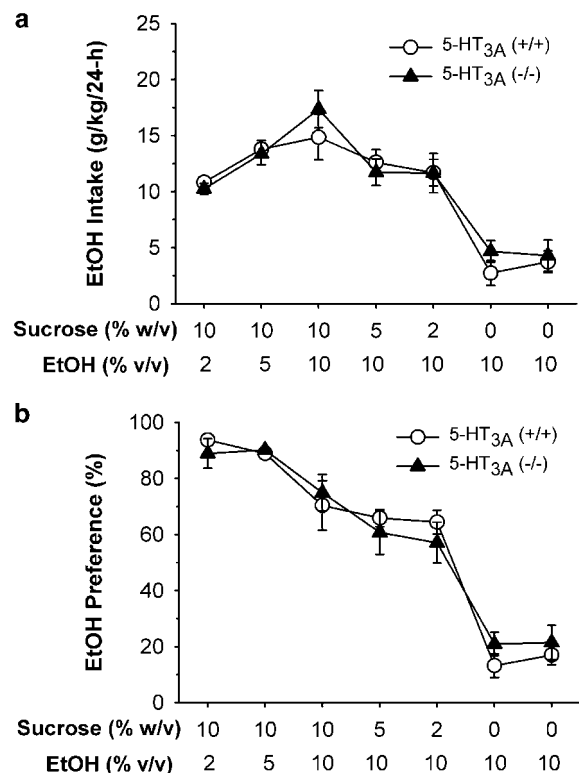 a
5-HT3A (+/+)
5-HT3A (-/-)
EtOH Intake (g/kg/24-h)
25
20
15
10
5
0
Sucrose (% w/v) 10 10 10 5 2 0 0
EtOH (% v/v) 2 5 10 10 10 10 10
b
5-HT3A (+/+)
5-HT3A (-/-)
EtOH Preference (%)
100
80
60
40
20
0
Sucrose (% w/v) 10 10 10 5 2 0 0
EtOH (% v/v) 2 5 10 10 10 10 10